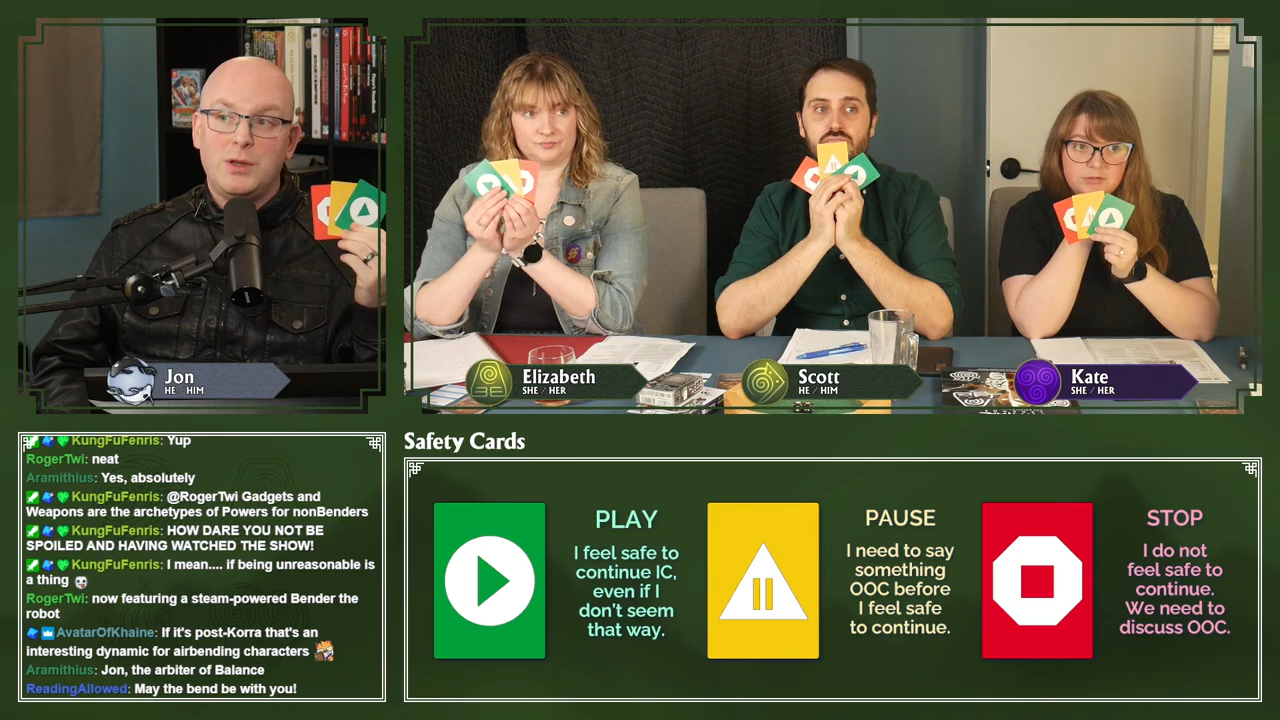 Jon
HE / HIM
Elizabeth
SHE / HER
Scott
HE / HIM
Kate
SHE / HER
KungFuFenris: Yup
RogerTwi: neat
Aramithius: Yes, absolutely
KungFuFenris: @RogerTwi Gadgets and
Weapons are the archetypes of Powers for nonBenders
KungFuFenris: HOW DARE YOU NOT BE
SPOILED AND HAVING WATCHED THE SHOW!
KungFuFenris: I mean.... if being unreasonable is
a thing
RogerTwi: now featuring a steam-powered Bender the
robot
AvatarOfKhaine: If it's post-Korra that's an
interesting dynamic for airbending characters
Aramithius: Jon, the arbiter of Balance
ReadingAllowed: May the bend be with you!
Safety Cards
PLAY
I feel safe to
continue IC,
even if I
don't seem
that way.
PAUSE
I need to say
something
OOC before
I feel safe
to continue.
STOP
I do not
feel safe to
continue.
We need to
discuss OOC.